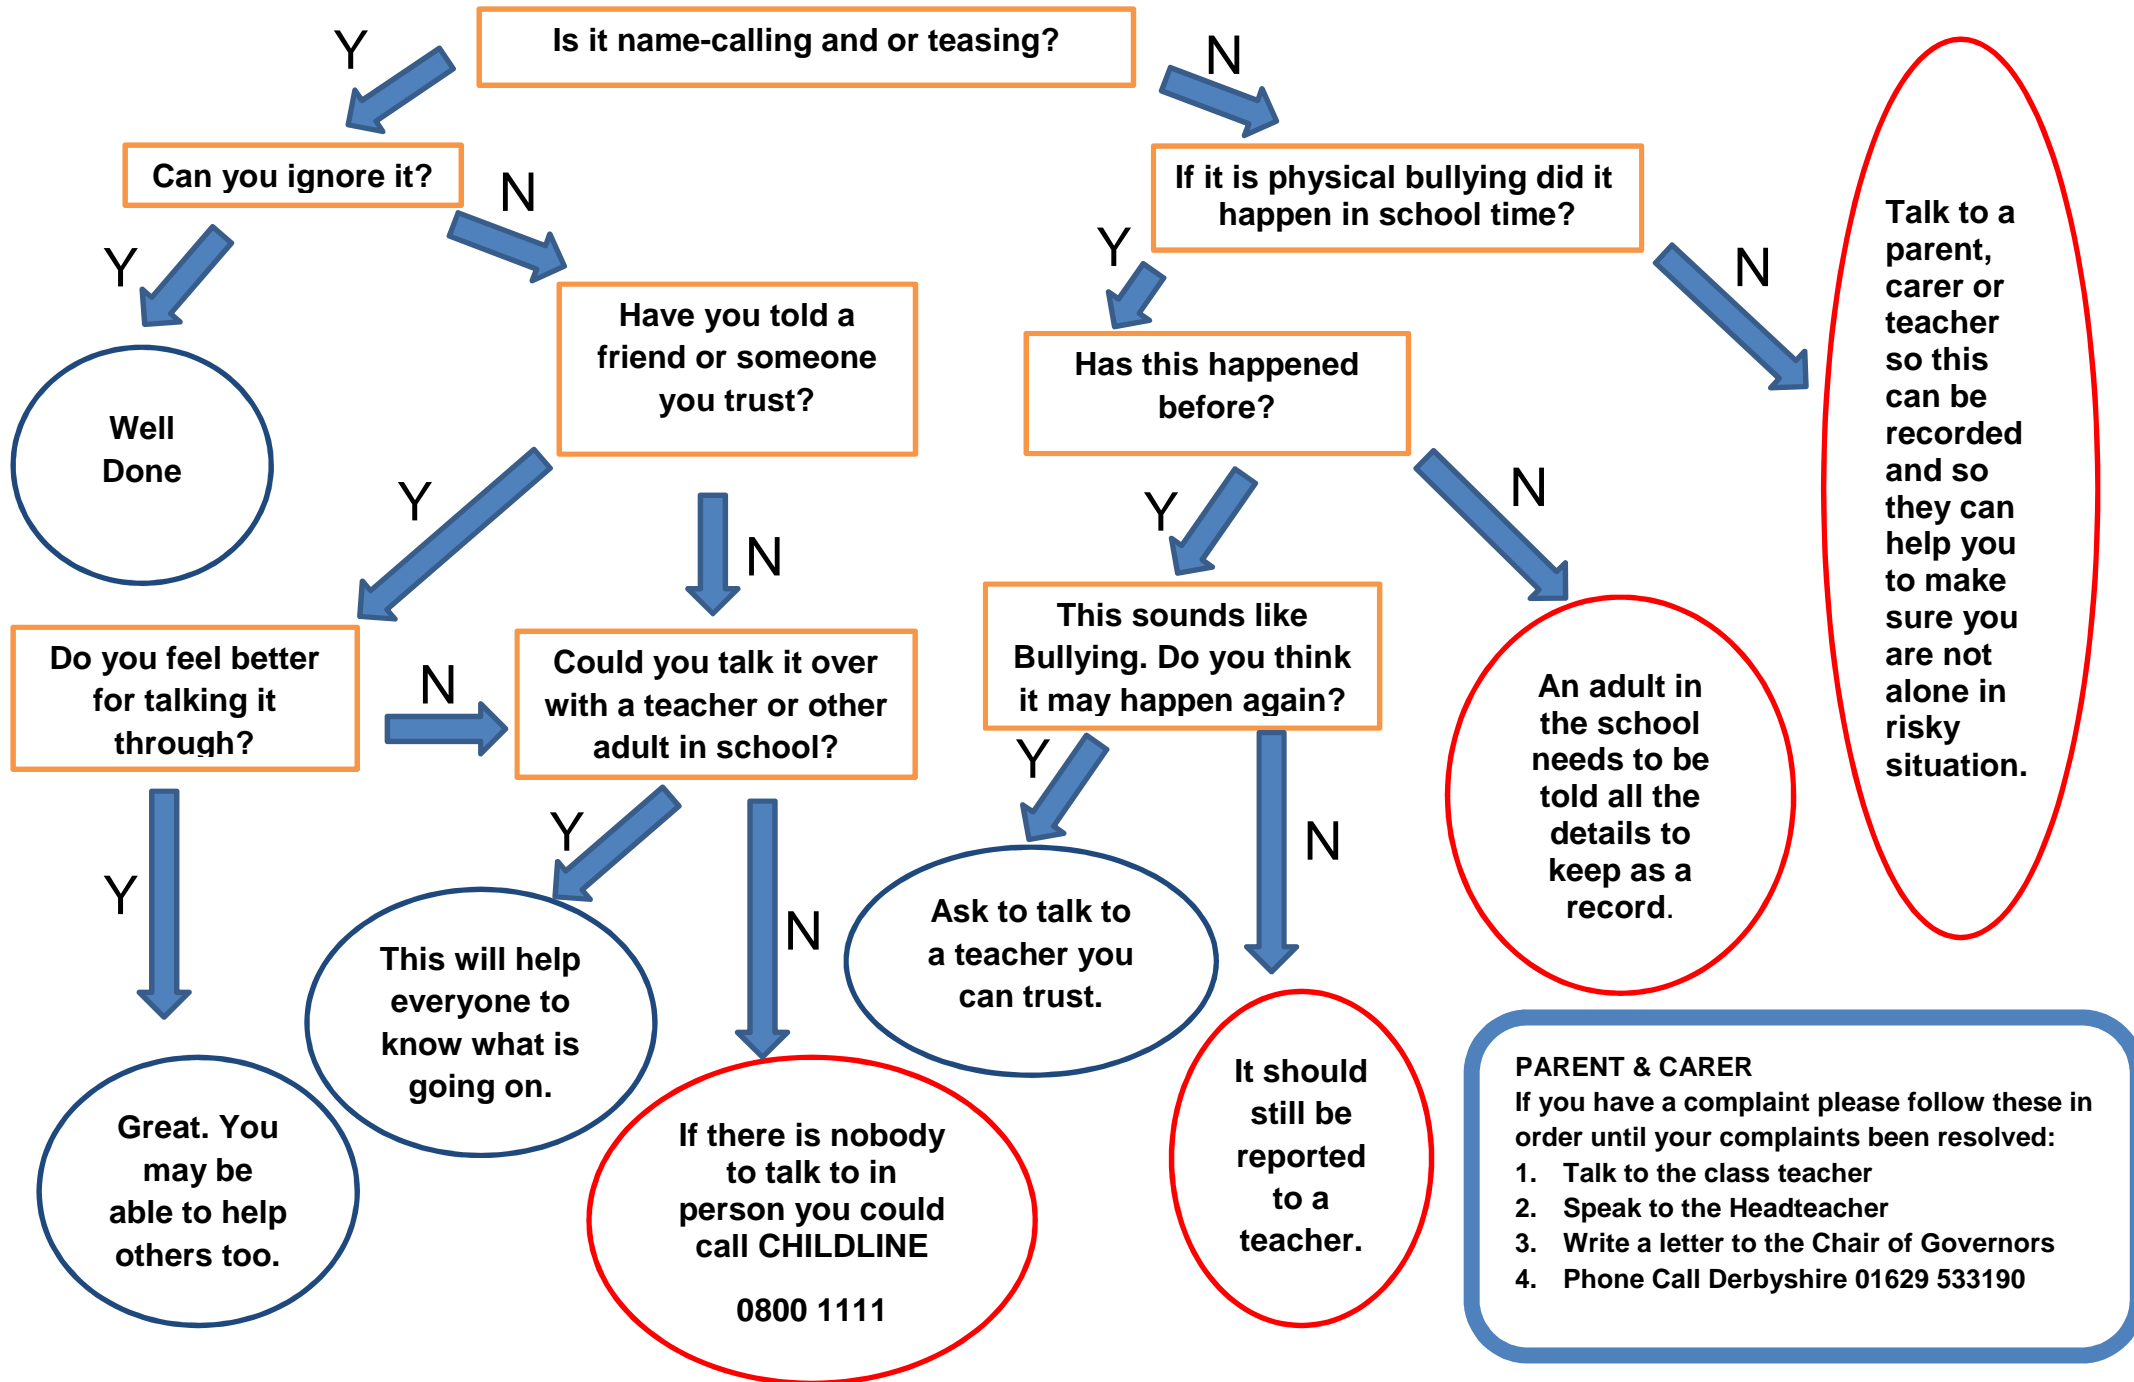 Is it name-calling and or teasing?
Y
N
Can you ignore it?
N
If it is physical bullying did it
happen in school time?
Y
Y
N
Talk to a
parent,
carer or
teacher
so this
can be
recorded
and so
they can
help you
to make
sure you
are not
alone in
risky
situation.
Well
Done
Have you told a
friend or someone
you trust?
Has this happened
before?
Y
N
Y
N
Do you feel better
for talking it
through?
N
Could you talk it over
with a teacher or other
adult in school?
This sounds like
Bullying. Do you think
it may happen again?
An adult in
the school
needs to be
told all the
details to
keep as a
record.
Y
Y
N
Y
N
Great. You
may be
able to help
others too.
This will help
everyone to
know what is
going on.
If there is nobody
to talk to in
person you could
call CHILDLINE
0800 1111
Ask to talk to
a teacher you
can trust.
It should
still be
reported
to a
teacher.
PARENT & CARER
If you have a complaint please follow these in
order until your complaints been resolved:
1. Talk to the class teacher
2. Speak to the Headteacher
3. Write a letter to the Chair of Governors
4. Phone Call Derbyshire 01629 533190